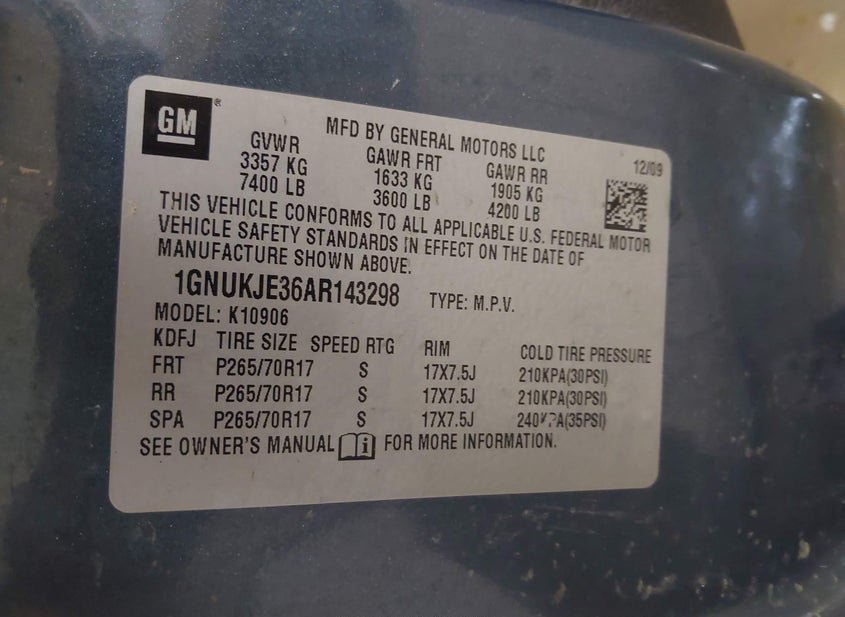 GM®
MFD BY GENERAL MOTORS LLC
12/09
GVWR GAWR FRT GAWR RR
3357 KG 1633 KG 1905 KG
7400 LB 3600 LB 4200 LB
THIS VEHICLE CONFORMS TO ALL APPLICABLE U.S. FEDERAL MOTOR
VEHICLE SAFETY STANDARDS IN EFFECT ON THE DATE OF
MANUFACTURE SHOWN ABOVE.
1GNUKJE36AR143298 TYPE: M.P.V.
MODEL: K10906
KDFJ TIRE SIZE SPEED RTG RIM COLD TIRE PRESSURE
FRT P265/70R17 S 17X7.5J 210KPA(30PSI)
RR P265/70R17 S 17X7.5J 210KPA(30PSI)
SPA P265/70R17 S 17X7.5J 240KPA(35PSI)
SEE OWNER'S MANUAL i FOR MORE INFORMATION.